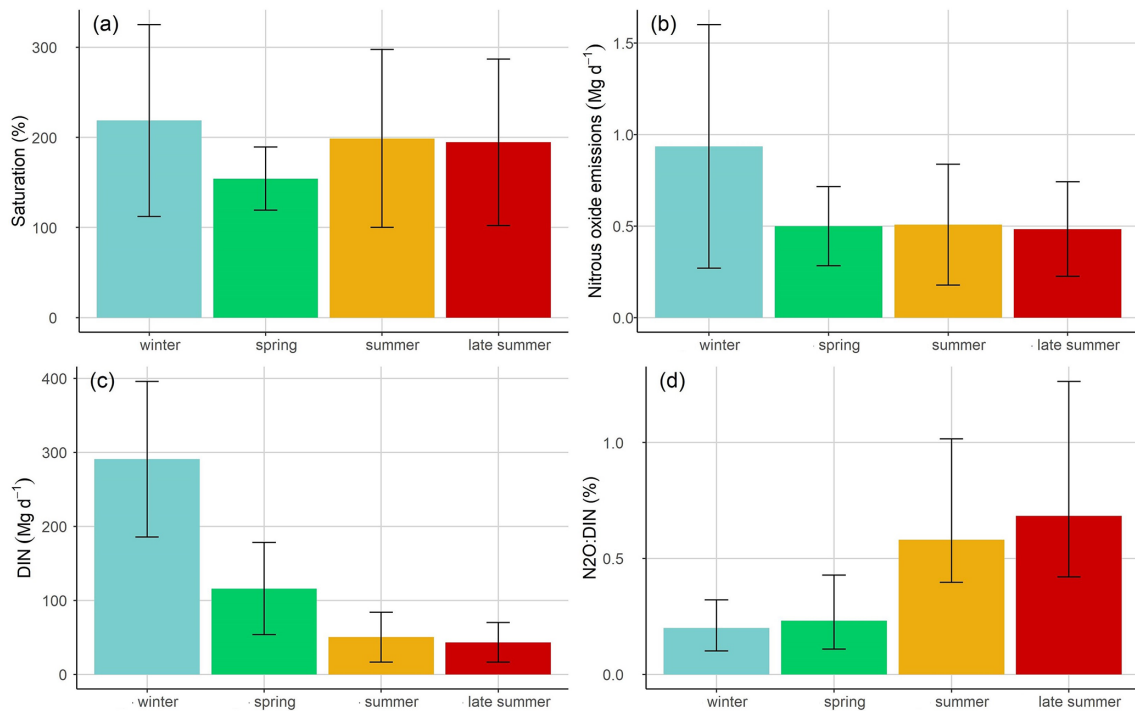 (a)
Saturation (%)
300
200
100
0
winter spring summer late summer
(b)
Nitrous oxide emissions (Mg d⁻¹)
1.5
1.0
0.5
0.0
winter spring summer late summer
(c)
DIN (Mg d⁻¹)
400
300
200
100
0
winter spring summer late summer
(d)
N2O:DIN (%)
1.0
0.5
0.0
winter spring summer late summer